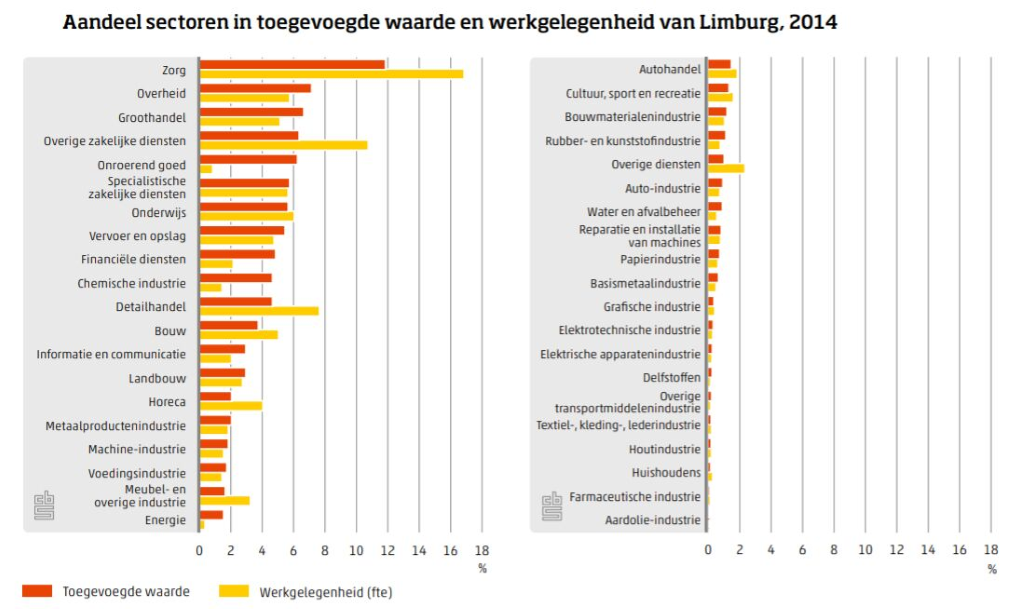 Aandeel sectoren in toegevoegde waarde en werkgelegenheid van Limburg, 2014
Zorg
Overheid
Groothandel
Overige zakelijke diensten
Onroerend goed
Specialistische
zakelijke diensten
Onderwijs
Vervoer en opslag
Financiële diensten
Chemische industrie
Detailhandel
Bouw
Informatie en communicatie
Landbouw
Horeca
Metaalproductenindustrie
Machine-industrie
Voedingsindustrie
Meubel- en
overige industrie
Energie
0 2 4 6 8 10 12 14 16 18
%
Autohandel
Cultuur, sport en recreatie
Bouwmaterialenindustrie
Rubber- en kunststofindustrie
Overige diensten
Auto-industrie
Water en afvalbeheer
Reparatie en installatie
van machines
Papierindustrie
Basismetaalindustrie
Grafische industrie
Elektrotechnische industrie
Elektrische apparatenindustrie
Delfstoffen
Overige
transportmiddelenindustrie
Textiel-, kleding-, lederindustrie
Houtindustrie
Huishoudens
Farmaceutische industrie
Aardolie-industrie
0 2 4 6 8 10 12 14 16 18
%
Toegevoegde waarde
Werkgelegenheid (fte)